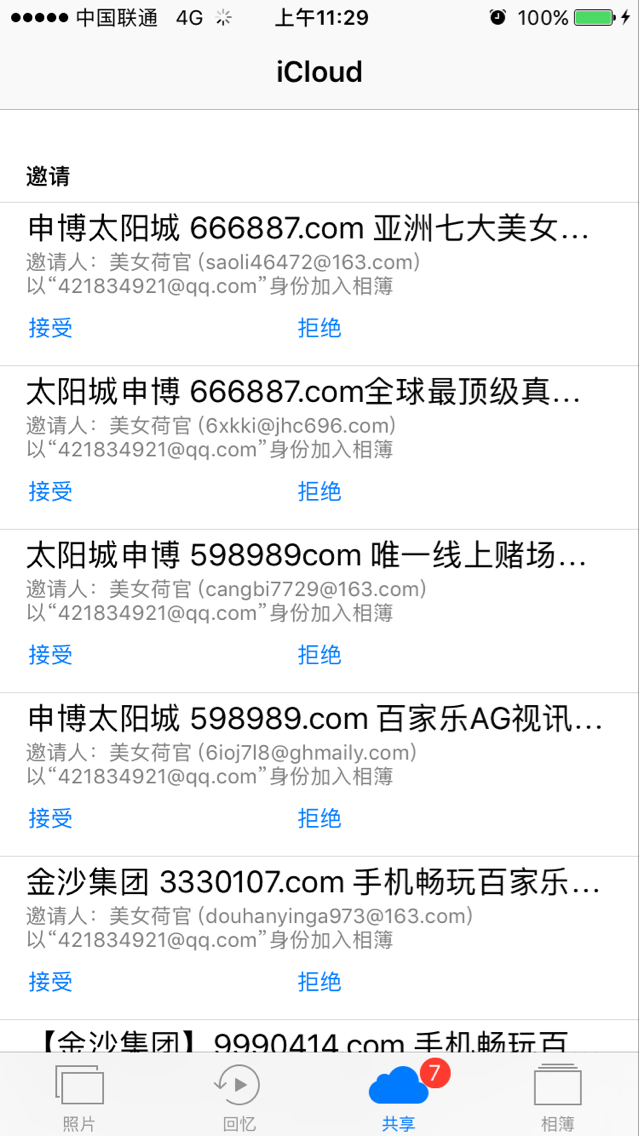 中国联通 4G 上午11:29 100%
iCloud
邀请
申博太阳城 666887.com 亚洲七大美女...
邀请人：美女荷官 (saoli46472@163.com)
以“421834921@qq.com”身份加入相簿
接受 拒绝
太阳城申博 666887.com全球最顶级真...
邀请人：美女荷官 (6xkki@jhc696.com)
以“421834921@qq.com”身份加入相簿
接受 拒绝
太阳城申博 598989com 唯一线上赌场...
邀请人：美女荷官 (cangbi7729@163.com)
以“421834921@qq.com”身份加入相簿
接受 拒绝
申博太阳城 598989.com 百家乐AG视讯...
邀请人：美女荷官 (6ioj7l8@ghmaily.com)
以“421834921@qq.com”身份加入相簿
接受 拒绝
金沙集团 3330107.com 手机畅玩百家乐...
邀请人：美女荷官 (douhanyinga973@163.com)
以“421834921@qq.com”身份加入相簿
接受 拒绝
【金沙集团】9990414.com 手机畅玩百...
7
照片 回忆 共享 相簿